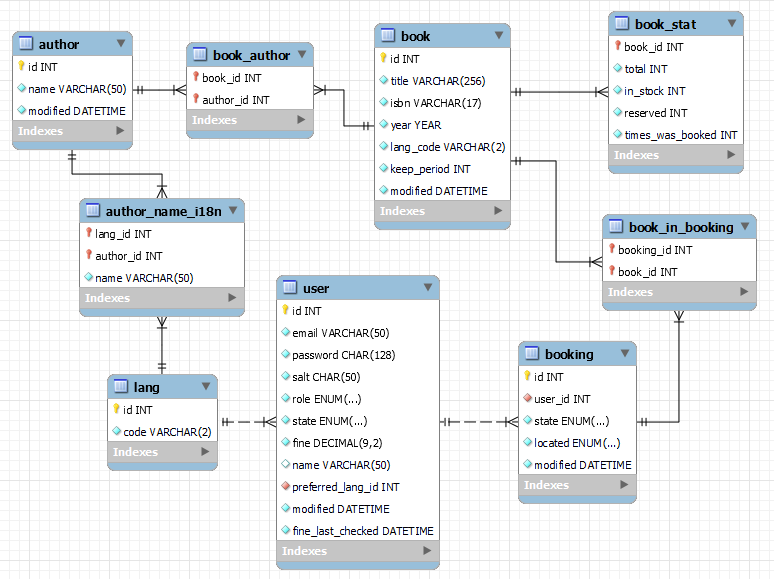 author
id INT
name VARCHAR(50)
modified DATETIME
Indexes
book_author
book_id INT
author_id INT
Indexes
book
id INT
title VARCHAR(256)
isbn VARCHAR(17)
year YEAR
lang_code VARCHAR(2)
keep_period INT
modified DATETIME
Indexes
book_stat
book_id INT
total INT
in_stock INT
reserved INT
times_was_booked INT
Indexes
author_name_i18n
lang_id INT
author_id INT
name VARCHAR(50)
Indexes
book_in_booking
booking_id INT
book_id INT
Indexes
user
id INT
email VARCHAR(50)
password CHAR(128)
salt CHAR(50)
role ENUM(...)
state ENUM(...)
fine DECIMAL(9,2)
name VARCHAR(50)
preferred_lang_id INT
modified DATETIME
fine_last_checked DATETIME
Indexes
booking
id INT
user_id INT
state ENUM(...)
located ENUM(...)
modified DATETIME
Indexes
lang
id INT
code VARCHAR(2)
Indexes